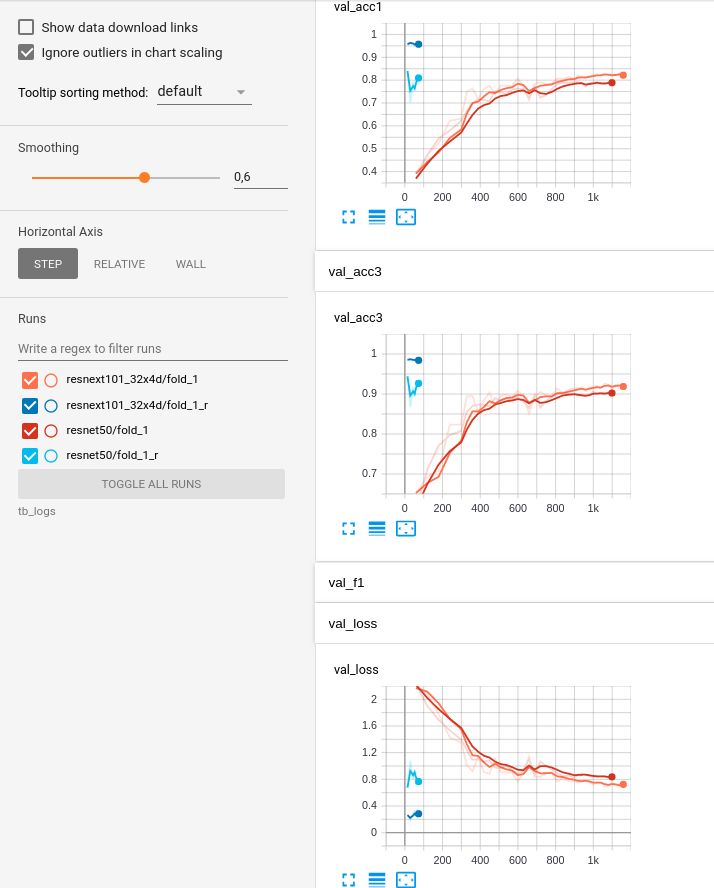 Show data download links
Ignore outliers in chart scaling
Tooltip sorting method: default
Smoothing
0,6
Horizontal Axis
STEP RELATIVE WALL
Runs
Write a regex to filter runs
resnext101_32x4d/fold_1
resnext101_32x4d/fold_1_r
resnet50/fold_1
resnet50/fold_1_r
TOGGLE ALL RUNS
tb_logs
val_acc1
1
0.9
0.8
0.7
0.6
0.5
0.4
0 200 400 600 800 1k
val_acc3
val_acc3
1
0.9
0.8
0.7
0 200 400 600 800 1k
val_f1
val_loss
val_loss
2
1.6
1.2
0.8
0.4
0
0 200 400 600 800 1k